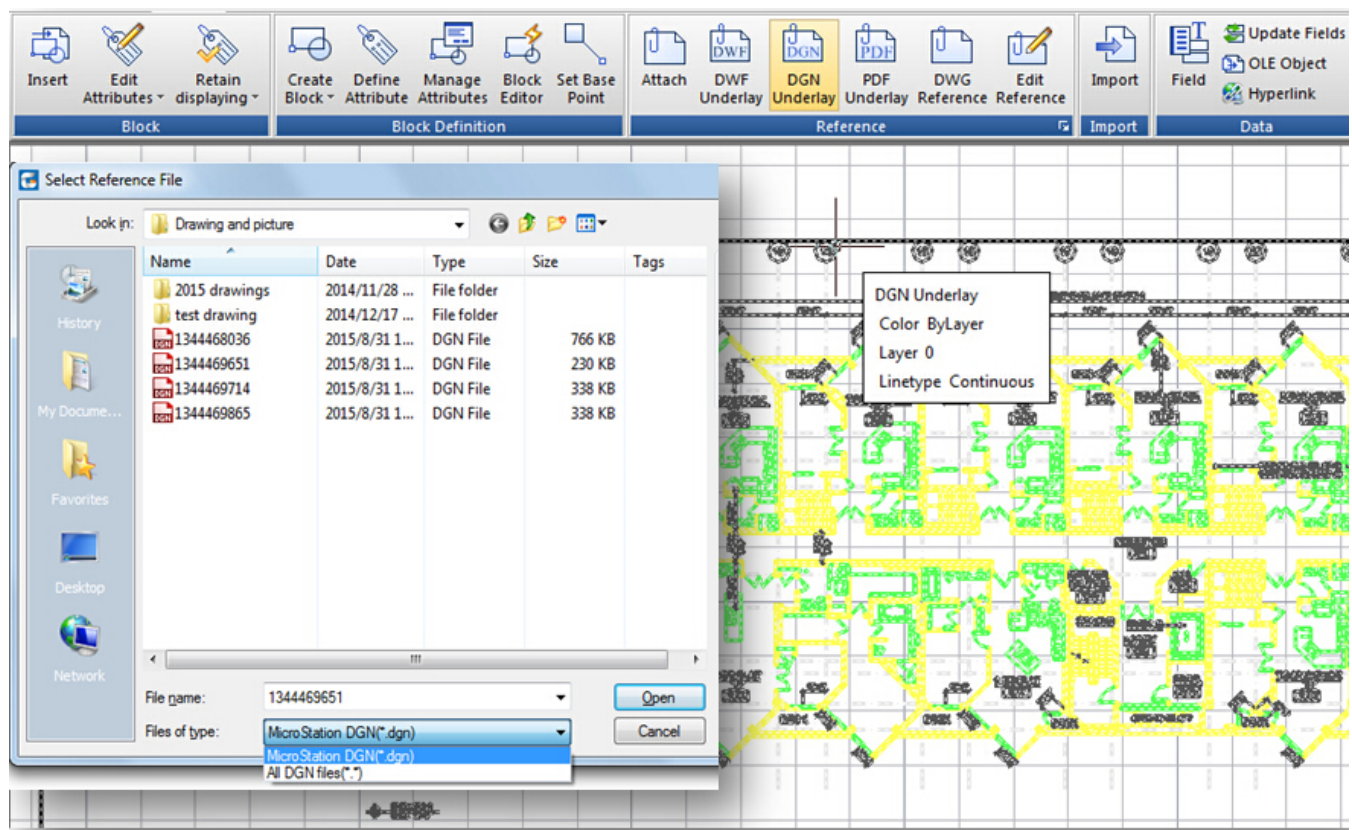 Insert
Edit
Attributes
Retain
displaying
Create
Block
Define
Attribute
Manage
Attributes
Block
Editor
Set Base
Point
Attach
DWF
DWF
Underlay
DGN
DGN
Underlay
PDF
PDF
Underlay
DWG
Reference
Edit
Reference
Import
Field
Update Fields
OLE Object
Hyperlink
Block
Block Definition
Reference
Import
Data
Select Reference File
Look in:
Drawing and picture
Name Date Type Size Tags
2015 drawings 2014/11/28 ... File folder
test drawing 2014/12/17 ... File folder
DGN 1344468036 2015/8/31 1... DGN File 766 KB
DGN 1344469651 2015/8/31 1... DGN File 230 KB
DGN 1344469714 2015/8/31 1... DGN File 338 KB
DGN 1344469865 2015/8/31 1... DGN File 338 KB
History
My Docume...
Favorites
Desktop
Network
File name: 1344469651 Open
Files of type: MicroStation DGN(*.dgn) Cancel
MicroStation DGN(*.dgn)
All DGN files(*.*)
DGN Underlay
Color ByLayer
Layer 0
Linetype Continuous